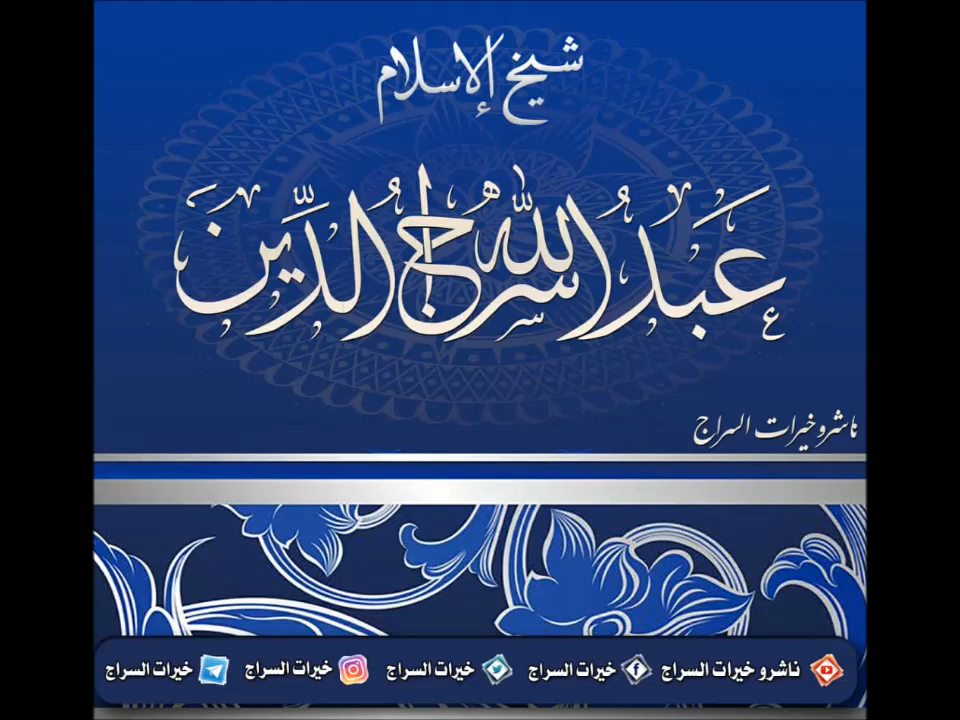 شيخ الإسلام
عبد الله سراج الدين
ناشرو خيرات السراج
ناشرو خيرات السراج خيرات السراج خيرات السراج خيرات السراج خيرات السراج